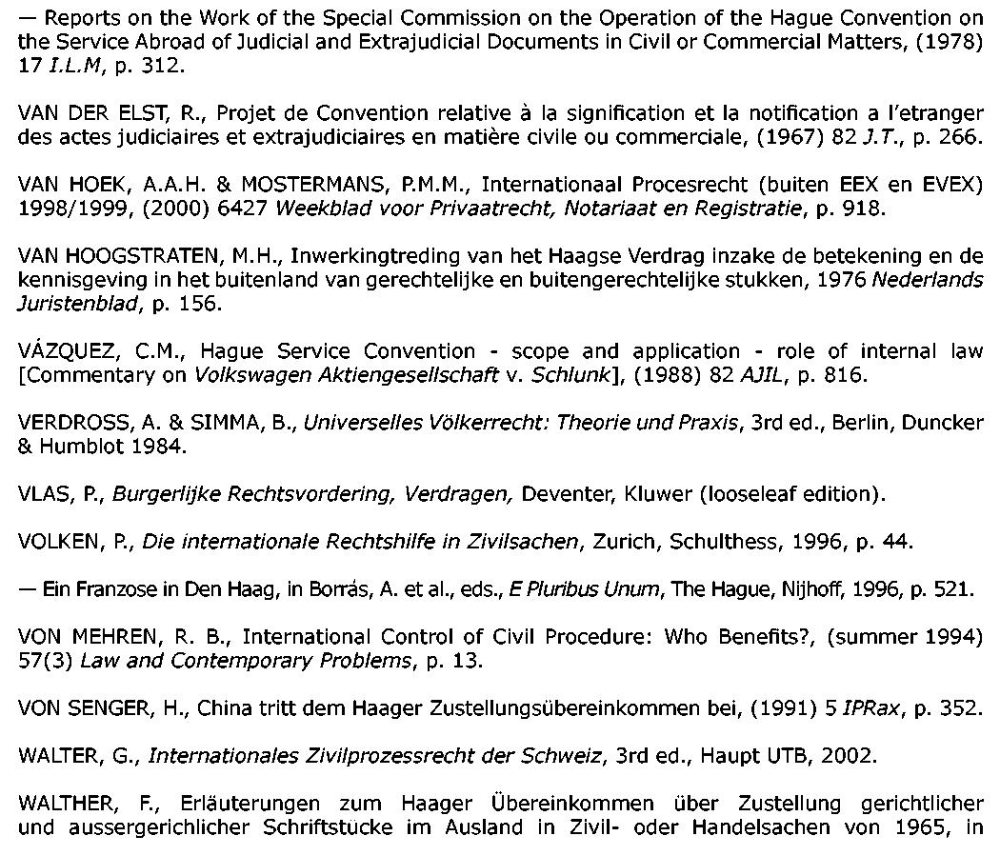 — Reports on the Work of the Special Commission on the Operation of the Hague Convention on
the Service Abroad of Judicial and Extrajudicial Documents in Civil or Commercial Matters, (1978)
17 I.L.M, p. 312.
VAN DER ELST, R., Projet de Convention relative à la signification et la notification a l'etranger
des actes judiciaires et extrajudiciaires en matière civile ou commerciale, (1967) 82 J.T., p. 266.
VAN HOEK, A.A.H. & MOSTERMANS, P.M.M., Internationaal Procesrecht (buiten EEX en EVEX)
1998/1999, (2000) 6427 Weekblad voor Privaatrecht, Notariaat en Registratie, p. 918.
VAN HOOGSTRATEN, M.H., Inwerkingtreding van het Haagse Verdrag inzake de betekening en de
kennisgeving in het buitenland van gerechtelijke en buitengerechtelijke stukken, 1976 Nederlands
Juristenblad, p. 156.
VÁZQUEZ, C.M., Hague Service Convention - scope and application - role of internal law
[Commentary on Volkswagen Aktiengesellschaft v. Schlunk], (1988) 82 AJIL, p. 816.
VERDROSS, A. & SIMMA, B., Universelles Völkerrecht: Theorie und Praxis, 3rd ed., Berlin, Duncker
& Humblot 1984.
VLAS, P., Burgerlijke Rechtsvordering, Verdragen, Deventer, Kluwer (looseleaf edition).
VOLKEN, P., Die internationale Rechtshilfe in Zivilsachen, Zurich, Schulthess, 1996, p. 44.
— Ein Franzose in Den Haag, in Borrás, A. et al., eds., E Pluribus Unum, The Hague, Nijhoff, 1996, p. 521.
VON MEHREN, R. B., International Control of Civil Procedure: Who Benefits?, (summer 1994)
57(3) Law and Contemporary Problems, p. 13.
VON SENGER, H., China tritt dem Haager Zustellungsübereinkommen bei, (1991) 5 IPRax, p. 352.
WALTER, G., Internationales Zivilprozessrecht der Schweiz, 3rd ed., Haupt UTB, 2002.
WALTHER, F., Erläuterungen zum Haager Übereinkommen über Zustellung gerichtlicher
und aussergerichlicher Schriftstücke im Ausland in Zivil- oder Handelsachen von 1965, in